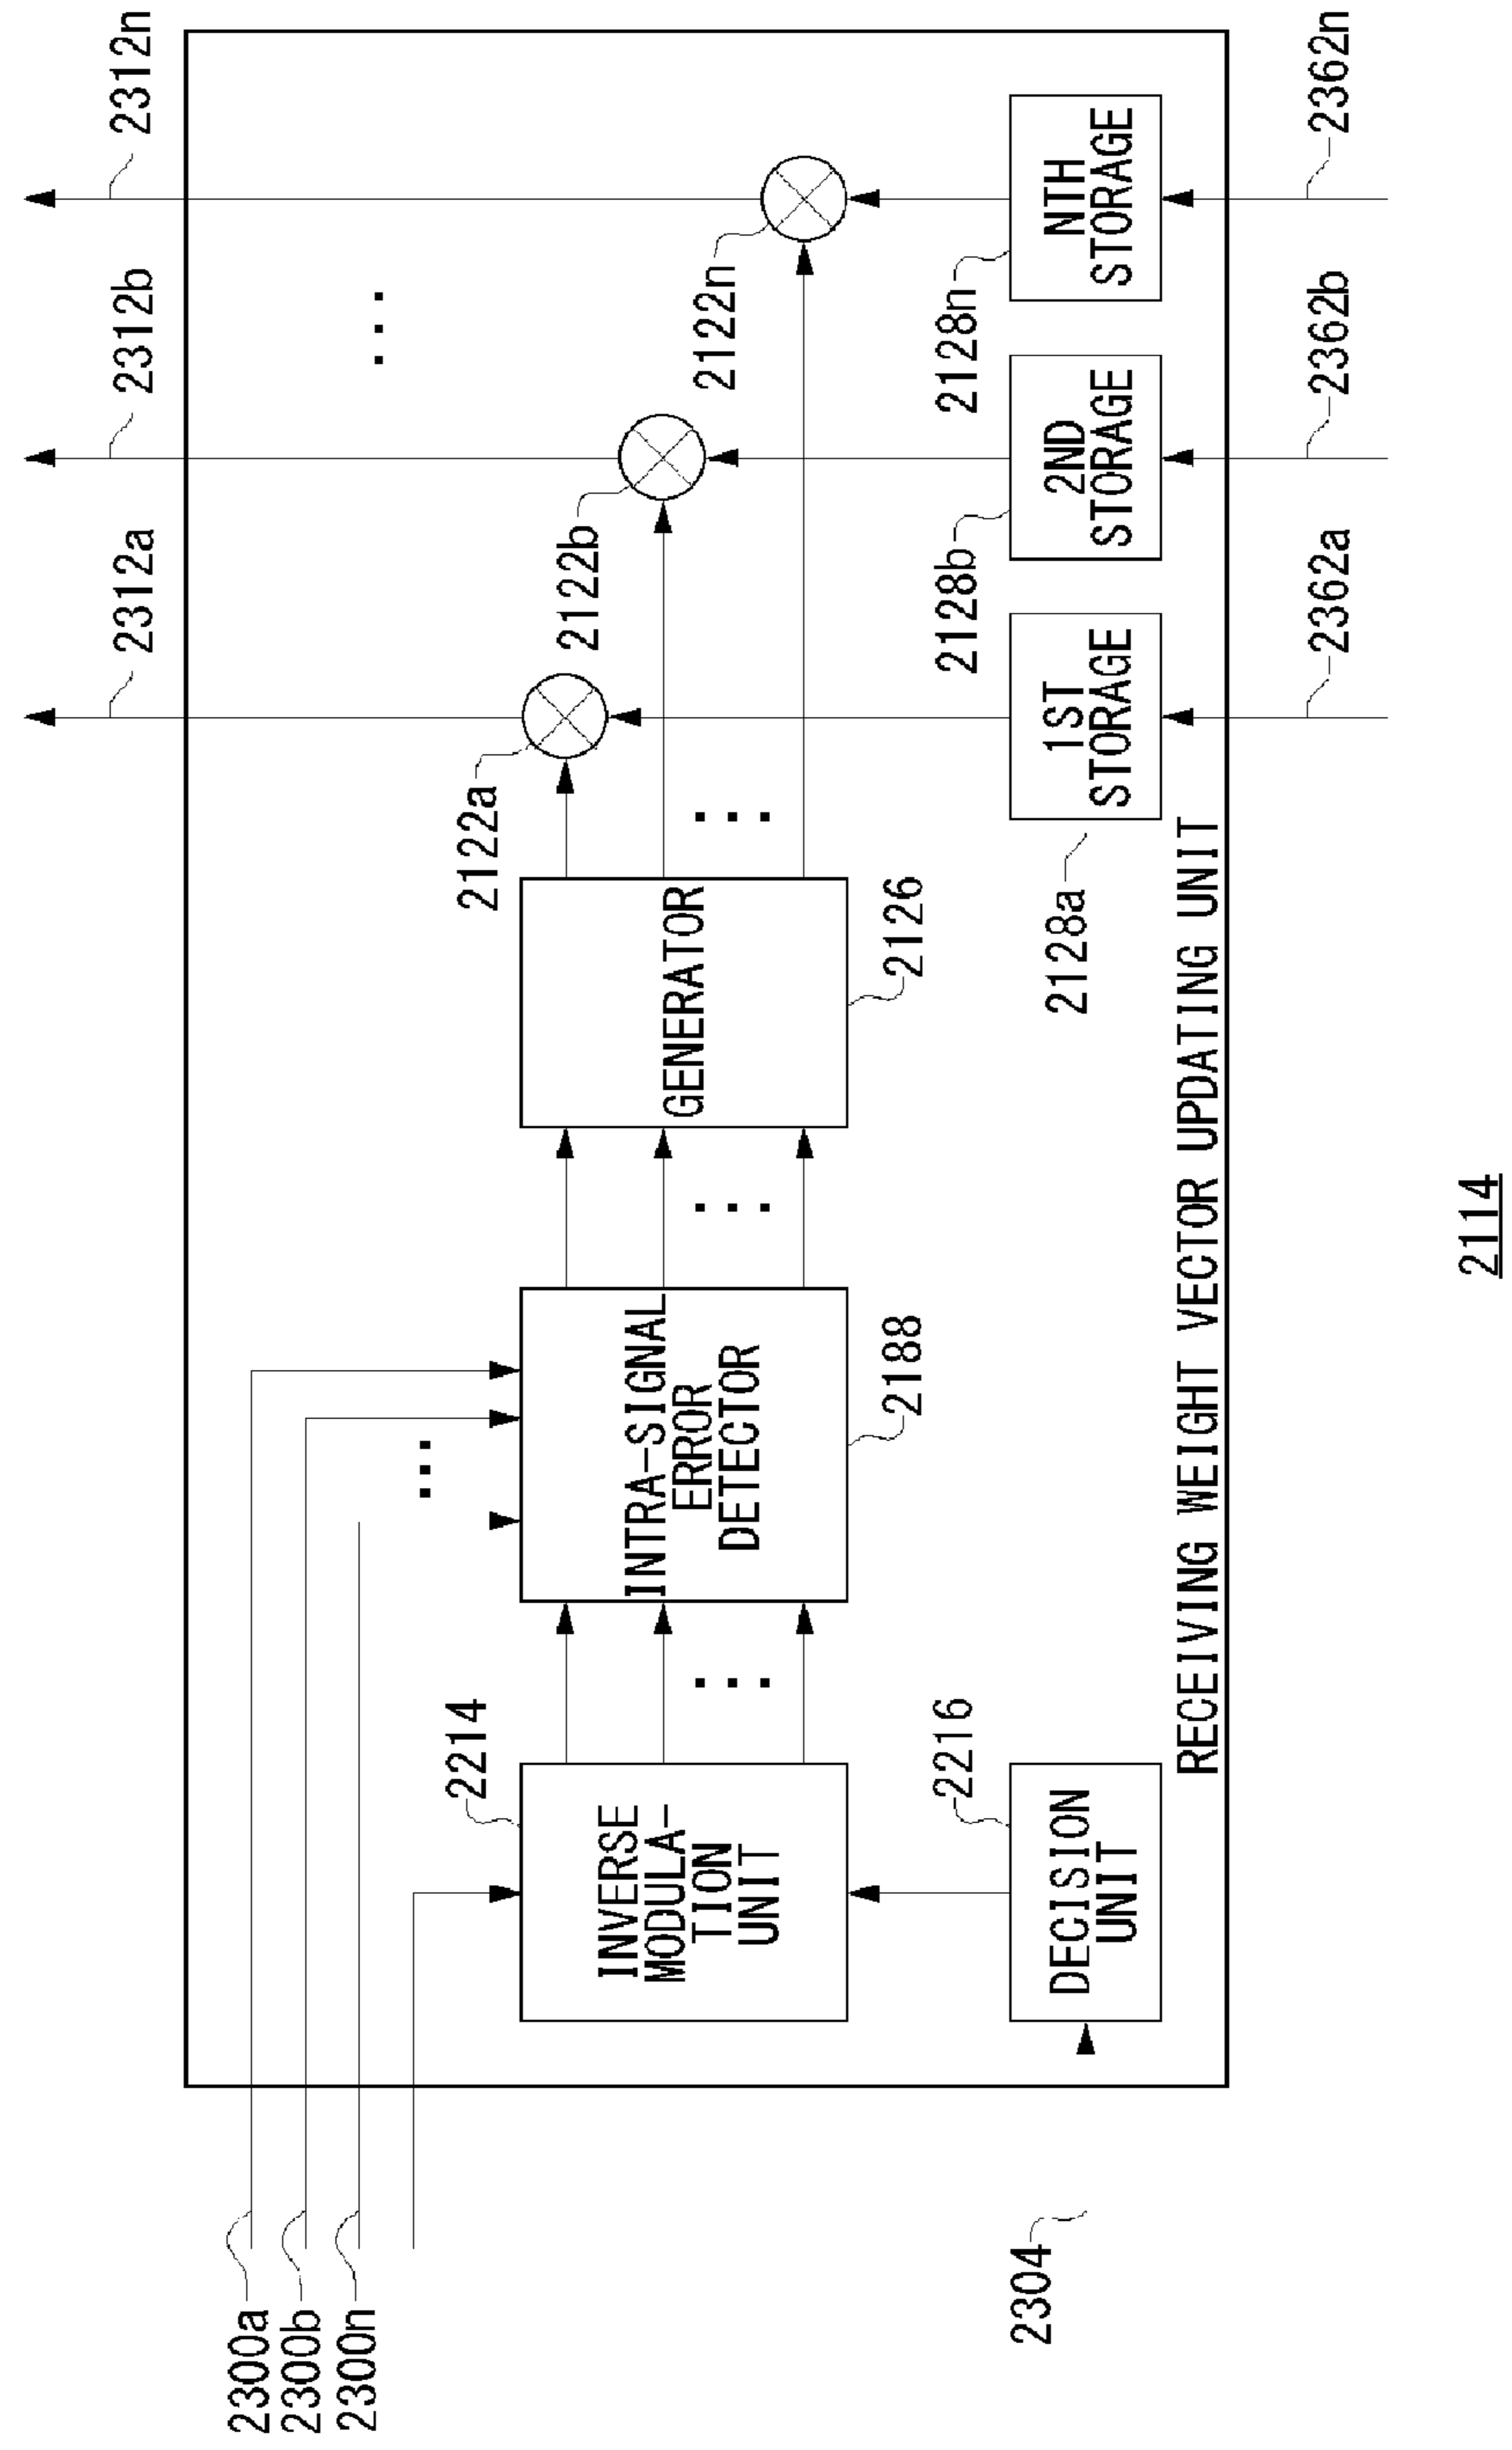 2300a
2300b
2300n
2304
2312a
2312b
2312n
2214
INVERSE
MODULA-
TION
UNIT
2216
DECISION
UNIT
INTRA-SIGNAL
ERROR
DETECTOR
2188
GENERATOR
2126
2122a
2122b
2122n
2128a
1ST
STORAGE
2128b
2ND
STORAGE
2128n
NTH
STORAGE
2362a
2362b
2362n
RECEIVING WEIGHT VECTOR UPDATING UNIT
2114